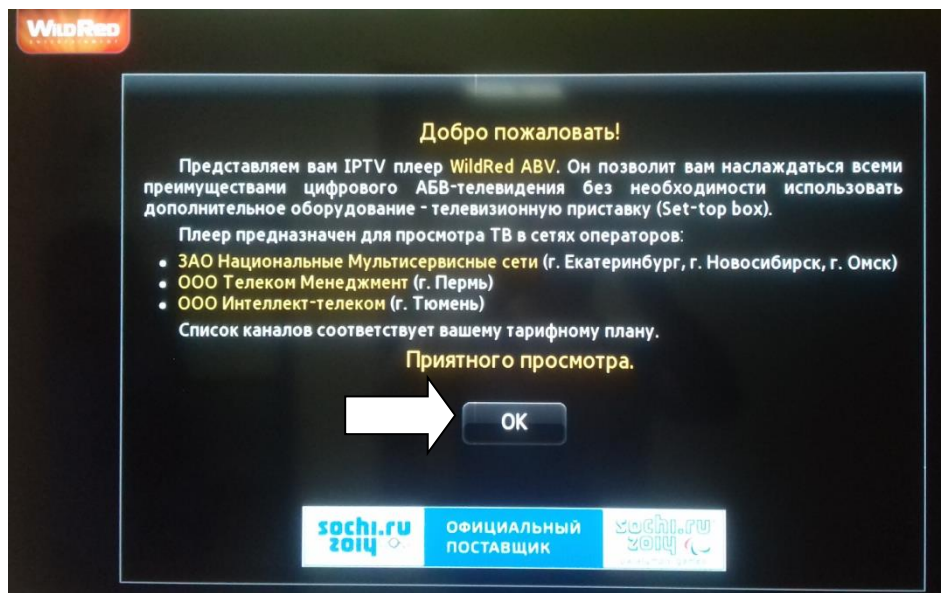 WILDRED
ENTERTAINMENT
Добро пожаловать!
Представляем вам IPTV плеер WildRed ABV. Он позволит вам наслаждаться всеми
преимуществами цифрового АБВ-телевидения без необходимости использовать
дополнительное оборудование - телевизионную приставку (Set-top box).
Плеер предназначен для просмотра ТВ в сетях операторов:
• ЗАО Национальные Мультисервисные сети (г. Екатеринбург, г. Новосибирск, г. Омск)
• ООО Телеком Менеджмент (г. Пермь)
• ООО Интеллект-телеком (г. Тюмень)
Список каналов соответствует вашему тарифному плану.
Приятного просмотра.
OK
sochi.ru
2014
ОФИЦИАЛЬНЫЙ
ПОСТАВЩИК
sochi.ru
2014